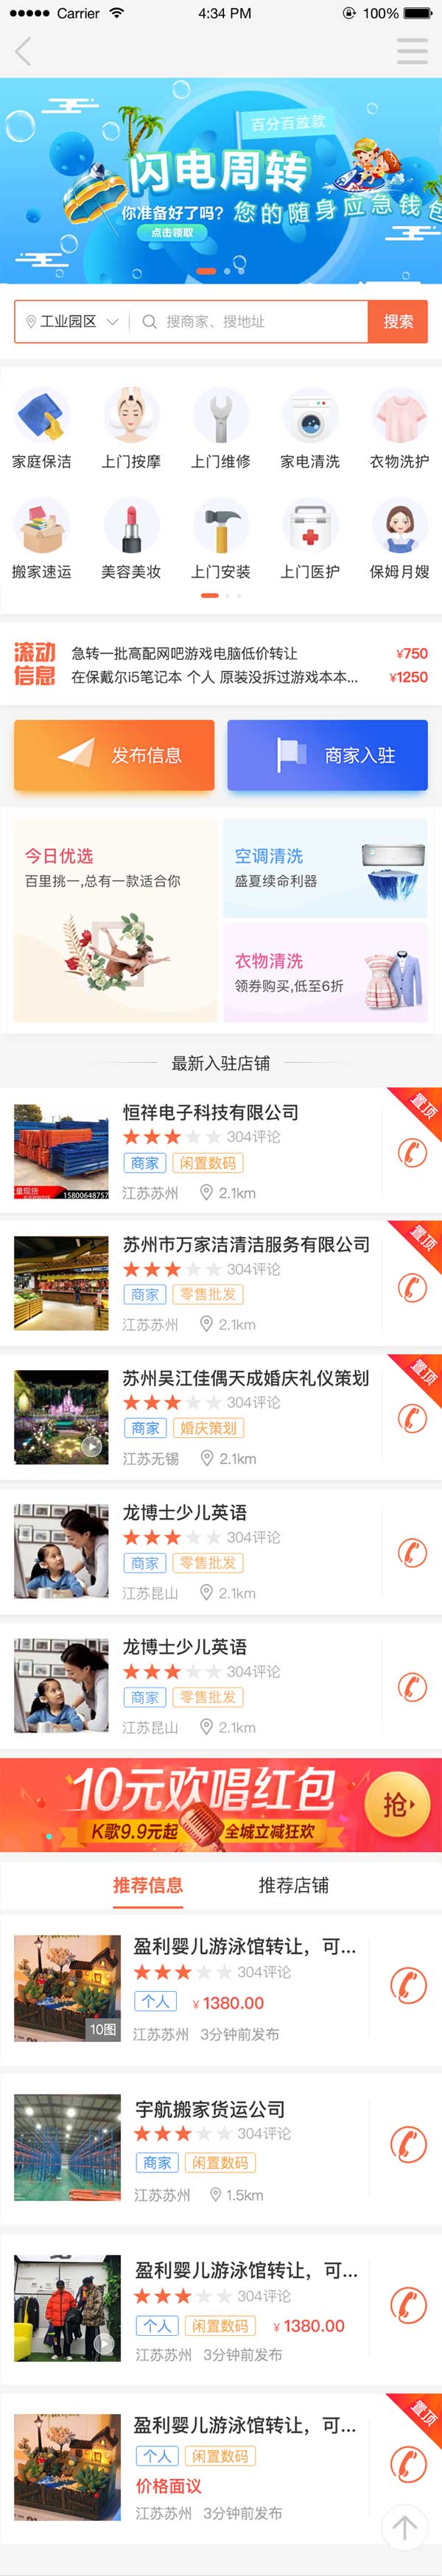 Carrier 4:34 PM 100%
百分百放款
闪电周转
你准备好了吗？ 您的随身应急钱包
点击领取
工业园区 搜商家、搜地址 搜索
家庭保洁 上门按摩 上门维修 家电清洗 衣物洗护
搬家速运 美容美妆 上门安装 上门医护 保姆月嫂
滚动信息
急转一批高配网吧游戏电脑低价转让 ¥750
在保戴尔i5笔记本 个人 原装没拆过游戏本本... ¥1250
发布信息 商家入驻
今日优选
百里挑一,总有一款适合你
空调清洗
盛夏续命利器
衣物清洗
领券购买,低至6折
最新入驻店铺
置顶
恒祥电子科技有限公司
304评论
商家 闲置数码
量现货 15800648757
江苏苏州 2.1km
置顶
苏州市万家洁清洁服务有限公司
304评论
商家 零售批发
江苏苏州 2.1km
置顶
苏州吴江佳偶天成婚庆礼仪策划
304评论
商家 婚庆策划
江苏无锡 2.1km
龙博士少儿英语
304评论
商家 零售批发
江苏昆山 2.1km
龙博士少儿英语
304评论
商家 零售批发
江苏昆山 2.1km
10元欢唱红包
K歌9.9元起 全城立减狂欢
抢
推荐信息 推荐店铺
盈利婴儿游泳馆转让，可...
304评论
个人 ¥1380.00
10图
江苏苏州 3分钟前发布
宇航搬家货运公司
304评论
商家 闲置数码
江苏苏州 1.5km
盈利婴儿游泳馆转让，可...
304评论
个人 闲置数码 ¥1380.00
江苏苏州 3分钟前发布
置顶
盈利婴儿游泳馆转让，可...
个人 闲置数码
价格面议
江苏苏州 3分钟前发布